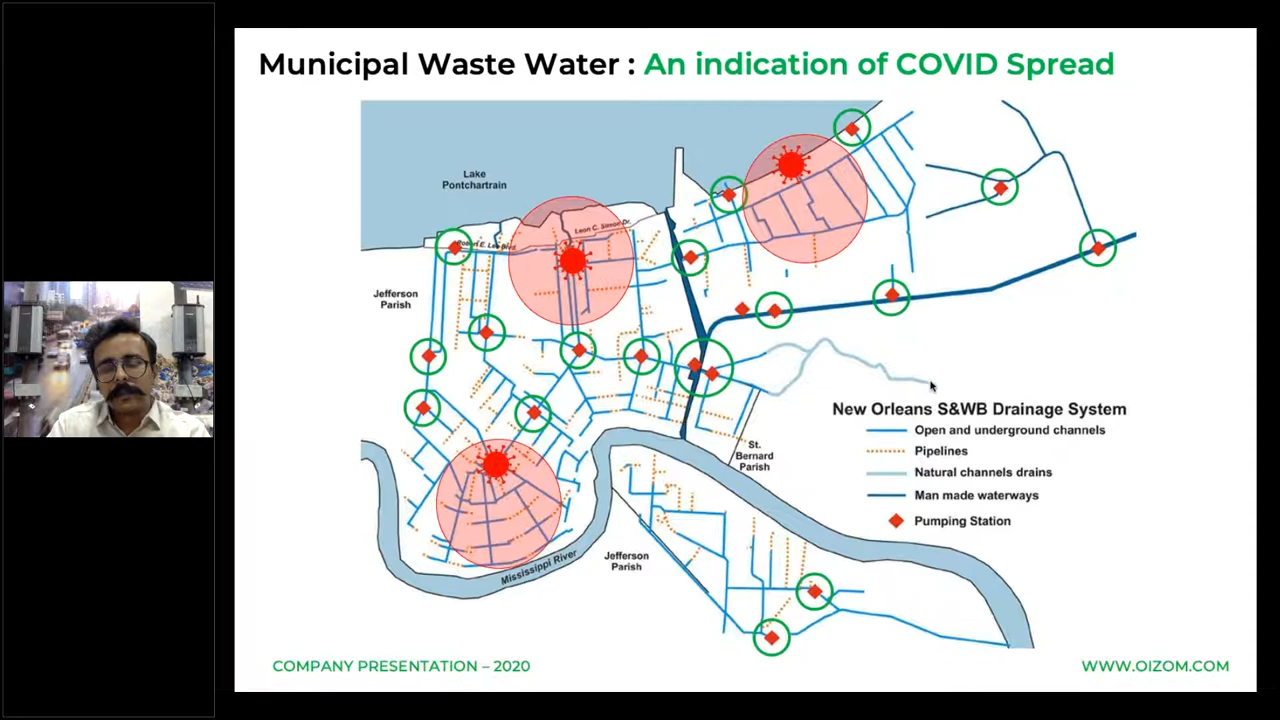 Municipal Waste Water : An indication of COVID Spread
Lake
Pontchartrain
Leon C. Simon Dr.
Robert E. Lee Blvd.
Jefferson
Parish
New Orleans S&WB Drainage System
Open and underground channels
Pipelines
Natural channels drains
Man made waterways
Pumping Station
St.
Bernard
Parish
Jefferson
Parish
Mississippi River
COMPANY PRESENTATION – 2020
WWW.OIZOM.COM